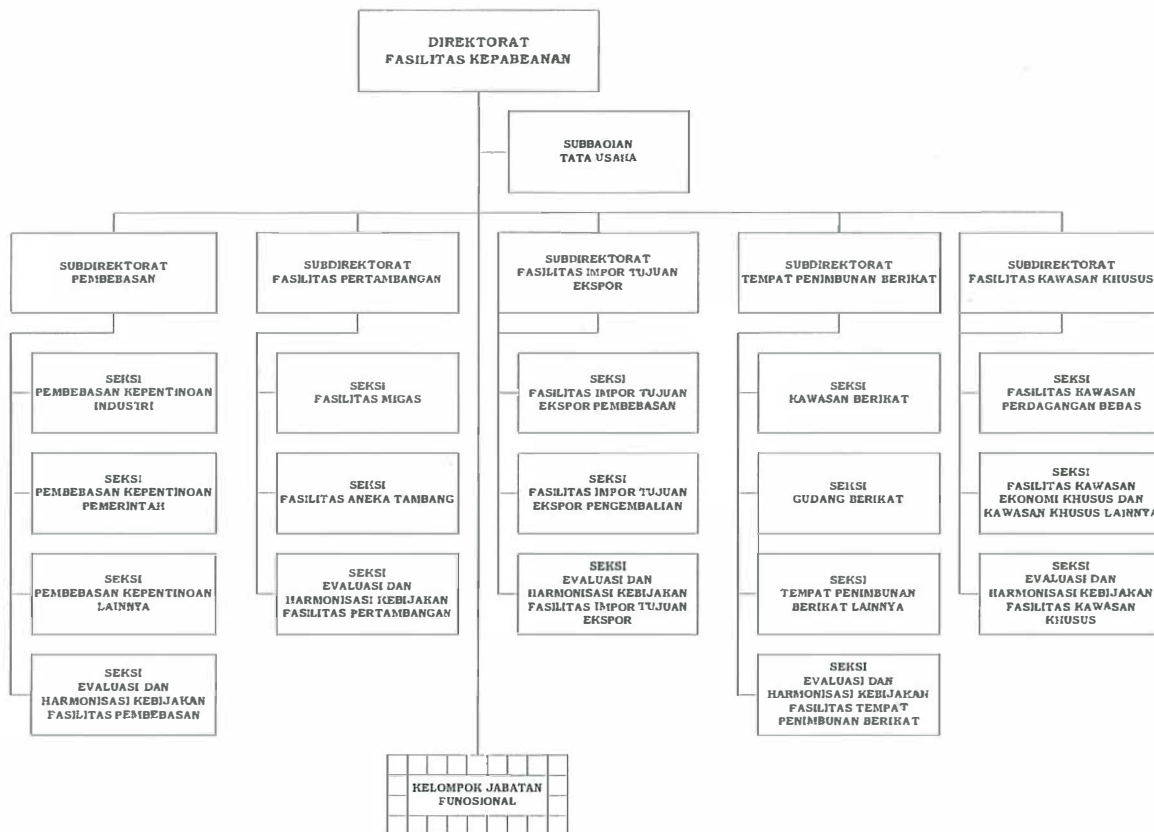 DIREKTORAT
FASILITAS KEPABEANAN
SUBBAOIAN
TATA USAHA
SUBDIREKTORAT
PEMBEBASAN
SUBDIREKTORAT
FASILITAS PERTAMBANGAN
SUBDIREKTORAT
FASILITAS IMPOR TUJUAN
EKSPOR
SUBDIREKTORAT
TEMPAT PENIMBUNAN BERIKAT
SUBDIREKTORAT
FASILITAS KAWASAN KHUSUS
SEKSI
PEMBEBASAN KEPENTINOAN
INDUSTRI
SEKSI
FASILITAS MIGAS
SEKSI
FASILITAS IMPOR TUJUAN
EKSPOR PEMBEBASAN
SEKSI
KAWASAN BERIKAT
SEKSI
FASILITAS KAWASAN
PERDAGANGAN BEBAS
SEKSI
PEMBEBASAN KEPENTINOAN
PEMERINTAH
SEKSI
FASILITAS ANEKA TAMBANG
SEKSI
FASILITAS IMPOR TUJUAN
EKSPOR PENGEMBALIAN
SEKSI
GUDANG BERIKAT
SEKSI
FASILITAS KAWASAN
EKONOMI KHUSUS DAN
KAWASAN KHUSUS LAINNYA
SEKSI
PEMBEBASAN KEPENTINOAN
LAINNYA
SEKSI
EVALUASI DAN
HARMONISASI KEBIJAKAN
FASILITAS PERTAMBANGAN
SEKSI
EVALUASI DAN
HARMONISASI KEBIJAKAN
FASILITAS IMPOR TUJUAN
EKSPOR
SEKSI
TEMPAT PENIMBUNAN
BERIKAT LAINNYA
SEKSI
EVALUASI DAN
HARMONISASI KEBIJAKAN
FASILITAS KAWASAN
KHUSUS
SEKSI
EVALUASI DAN
HARMONISASI KEBIJAKAN
FASILITAS PEMBEBASAN
SEKSI
EVALUASI DAN
HARMONISASI KEBIJAKAN
FASILITAS TEMPAT
PENIMBUNAN BERIKAT
KELOMPOK JABATAN
FUNOSIONAL